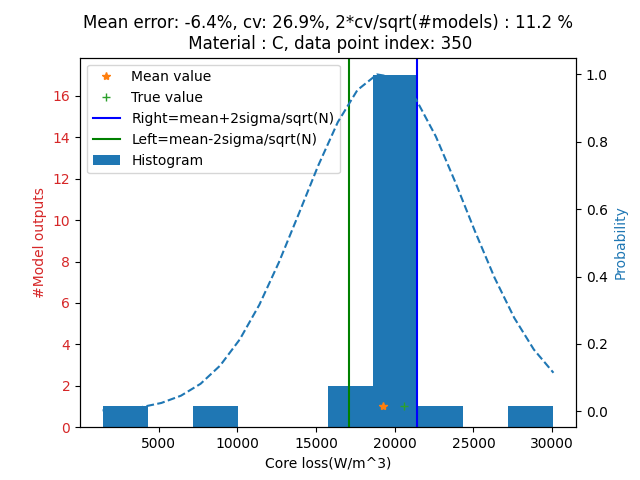 Mean error: -6.4%, cv: 26.9%, 2*cv/sqrt(#models) : 11.2 %
Material : C, data point index: 350
Mean value
True value
Right=mean+2sigma/sqrt(N)
Left=mean-2sigma/sqrt(N)
Histogram
#Model outputs
16
14
12
10
8
6
4
2
0
1.0
0.8
0.6
0.4
0.2
0.0
Probability
5000 10000 15000 20000 25000 30000
Core loss(W/m^3)